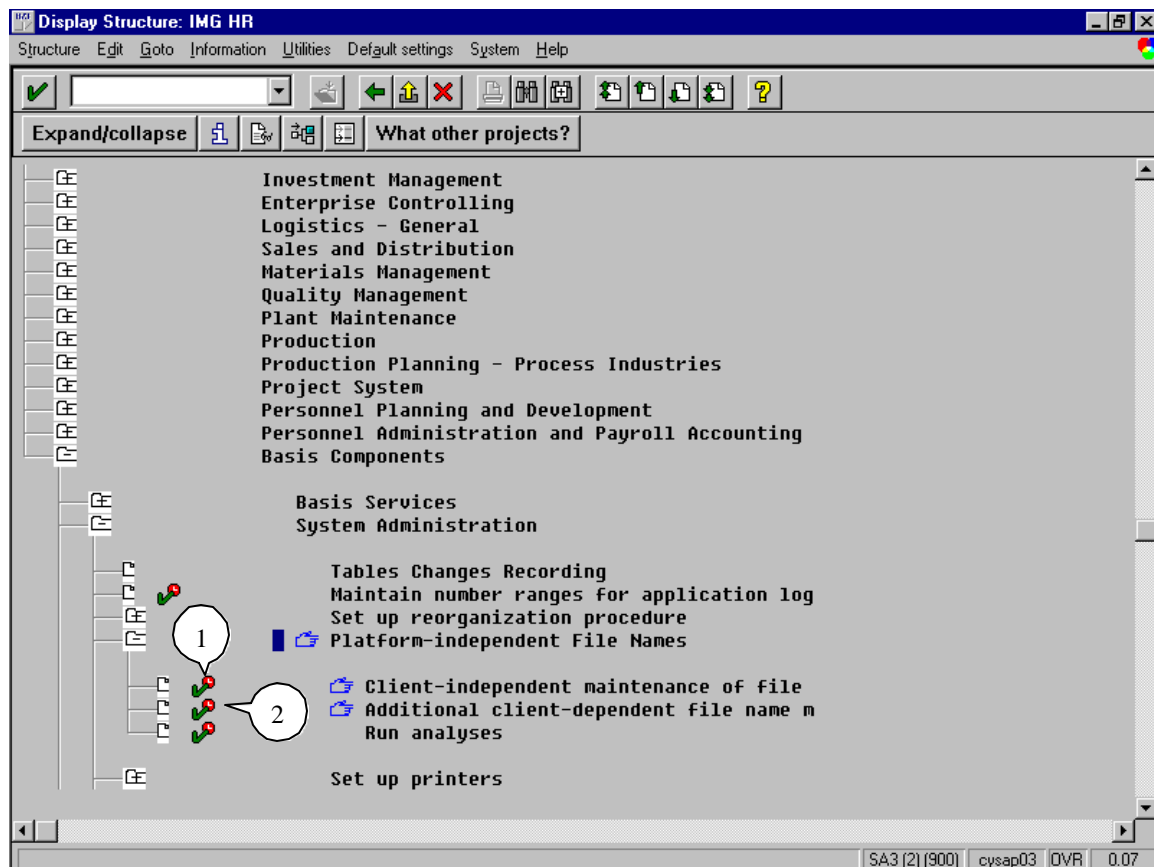 Display Structure: IMG HR
Structure Edit Goto Information Utilities Default settings System Help
Expand/collapse What other projects?
Investment Management
Enterprise Controlling
Logistics - General
Sales and Distribution
Materials Management
Quality Management
Plant Maintenance
Production
Production Planning - Process Industries
Project System
Personnel Planning and Development
Personnel Administration and Payroll Accounting
Basis Components
Basis Services
System Administration
Tables Changes Recording
Maintain number ranges for application log
Set up reorganization procedure
1 Platform-independent File Names
Client-independent maintenance of file
2 Additional client-dependent file name m
Run analyses
Set up printers
SA3 (2) (900) cysap03 OVR 0.07